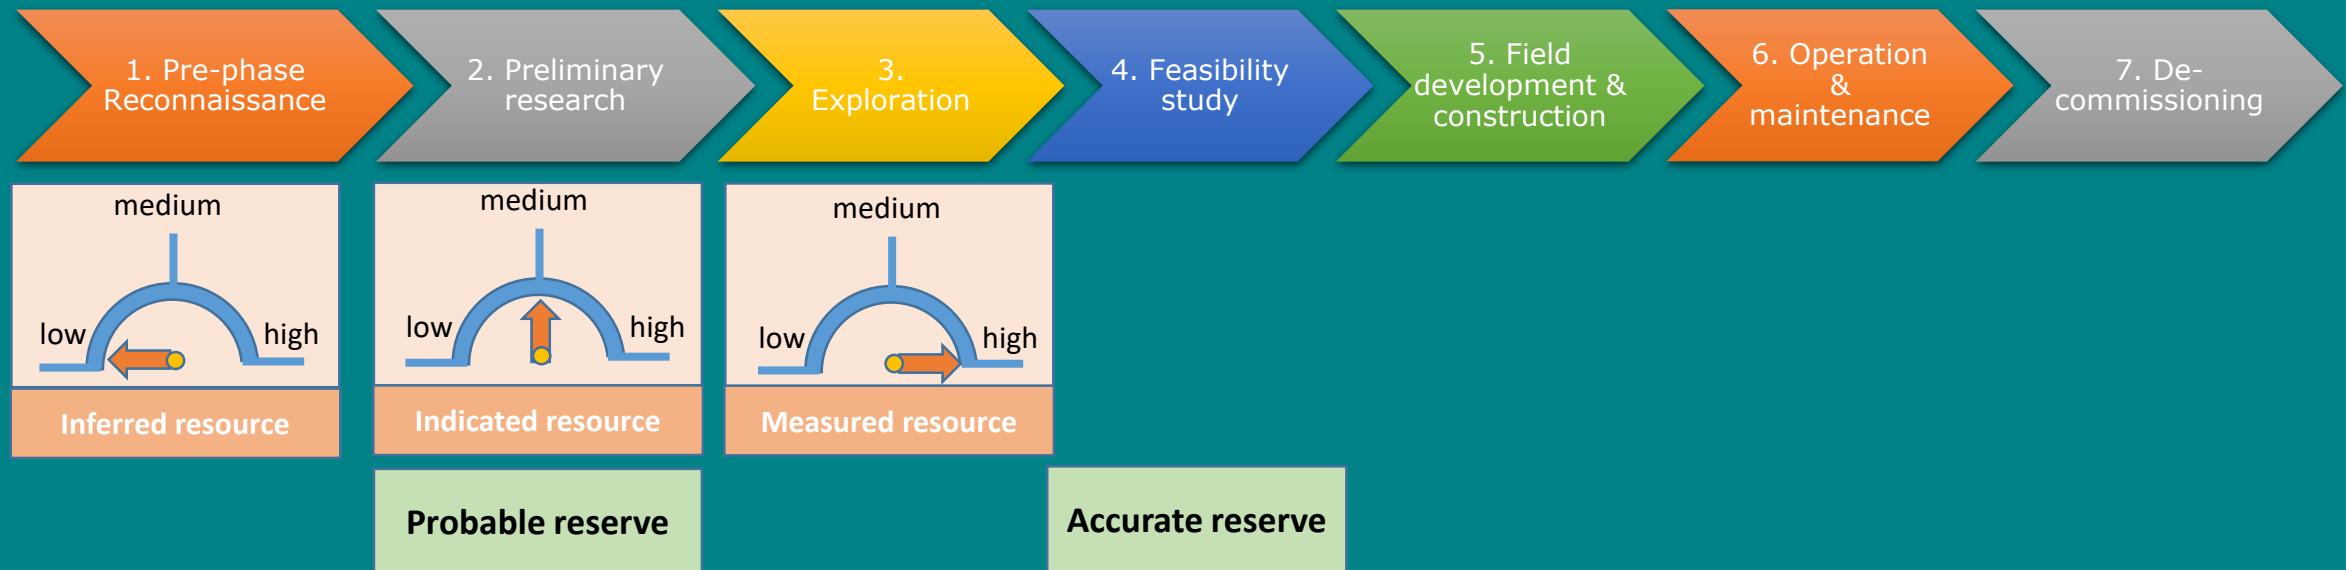 1. Pre-phase
Reconnaissance
2. Preliminary
research
3.
Exploration
4. Feasibility
study
5. Field
development &
construction
6. Operation
&
maintenance
7. De-
commissioning
medium
low
high
Inferred resource
medium
low
high
Indicated resource
medium
low
high
Measured resource
Probable reserve
Accurate reserve